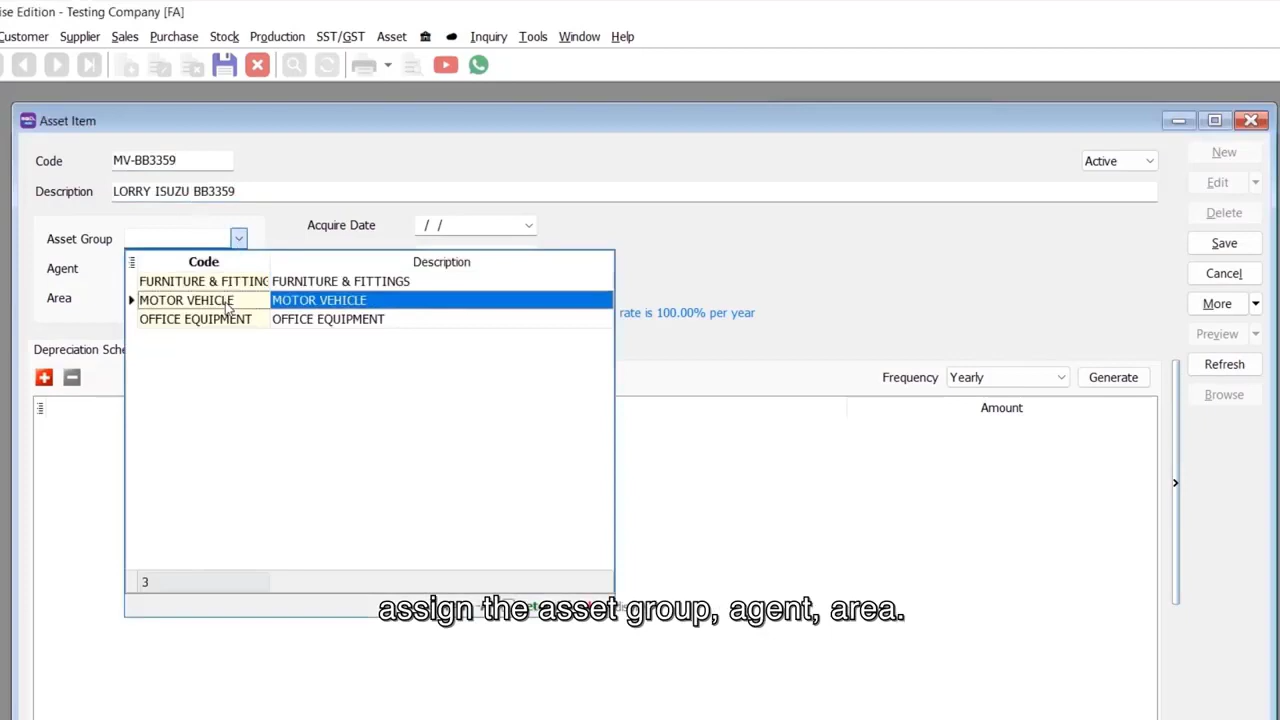 ise Edition - Testing Company [FA]
Customer Supplier Sales Purchase Stock Production SST/GST Asset Inquiry Tools Window Help
Asset Item
Code MV-BB3359 Active New
Description LORRY ISUZU BB3359 Edit
Delete
Asset Group Acquire Date / / Save
Agent Cancel
Area More
Code Description
FURNITURE & FITTING FURNITURE & FITTINGS
MOTOR VEHICLE MOTOR VEHICLE
OFFICE EQUIPMENT OFFICE EQUIPMENT
rate is 100.00% per year
Preview
Depreciation Sche
Refresh
Frequency Yearly Generate
Browse
Amount
3
assign the asset group, agent, area.